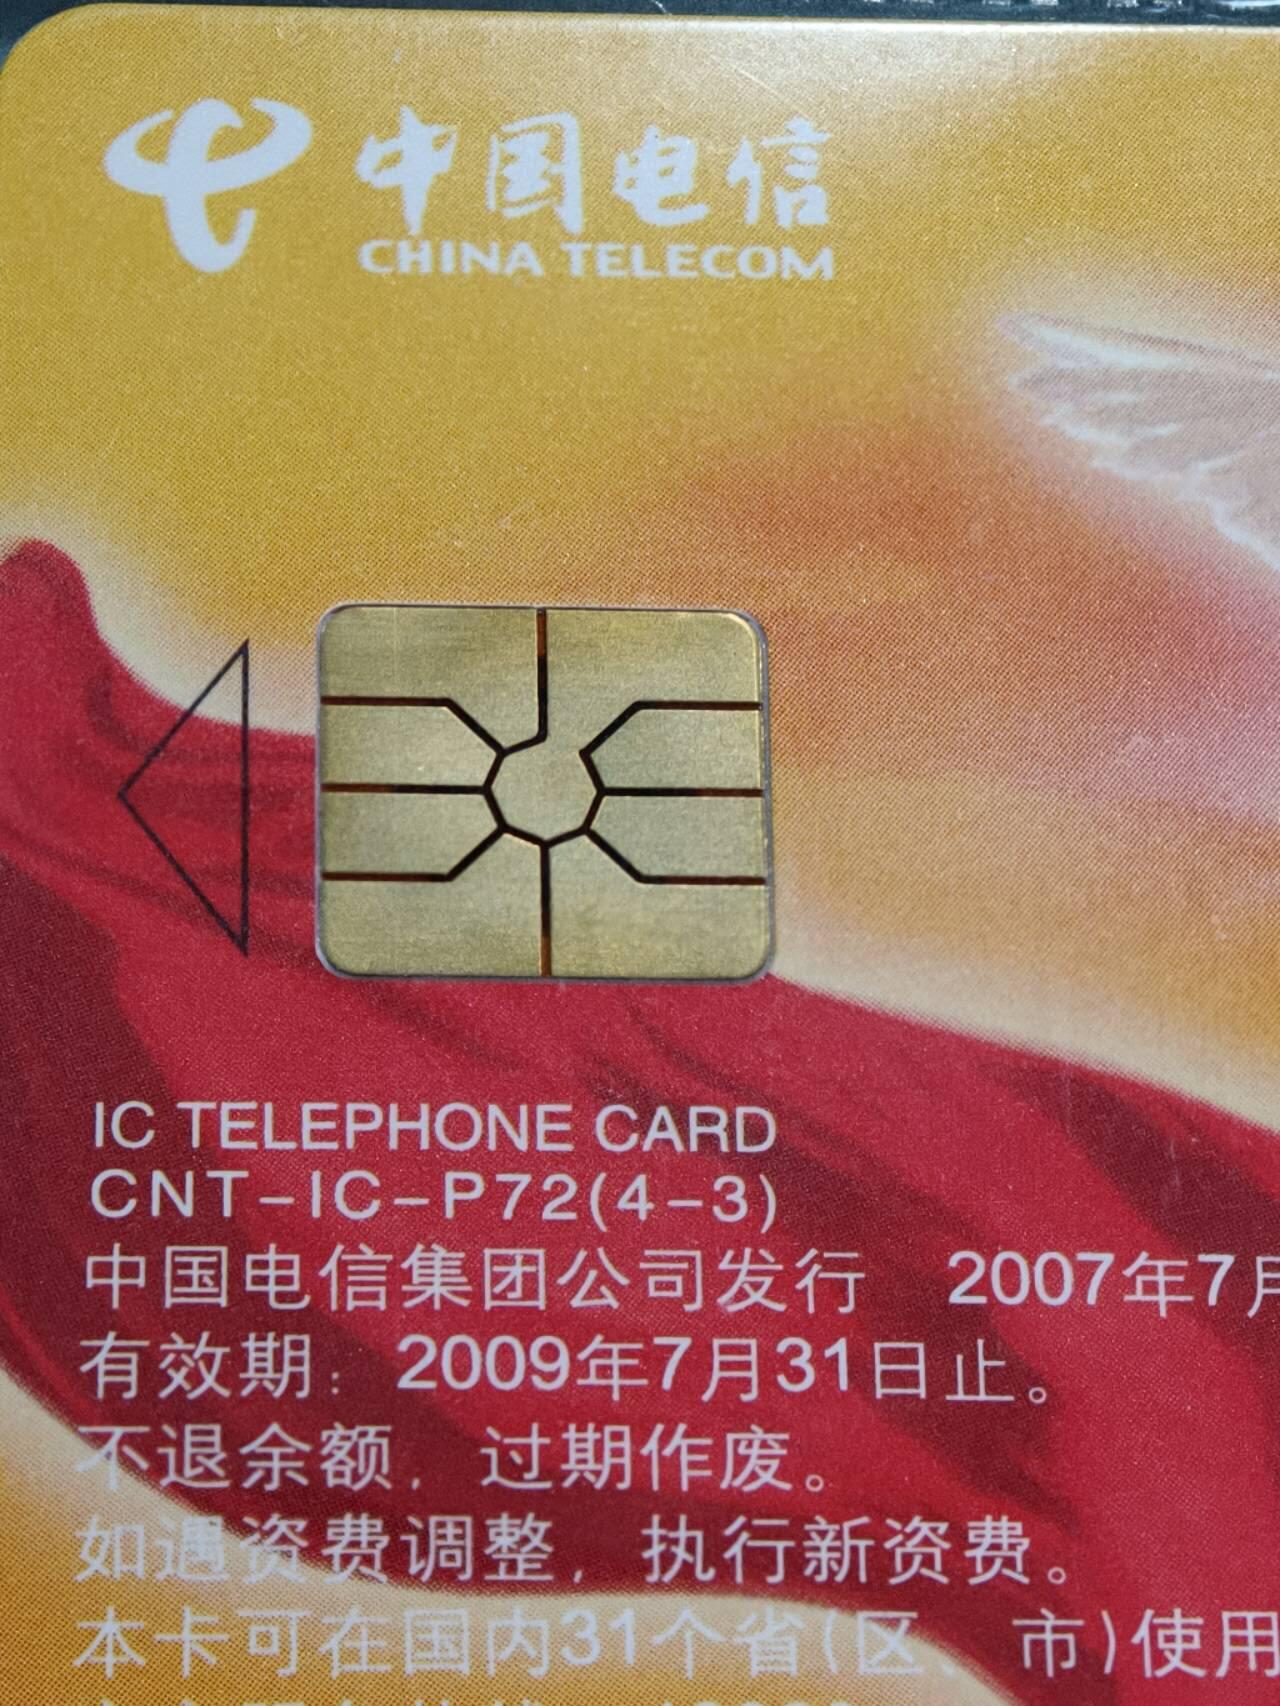 中国电信
CHINA TELECOM
IC TELEPHONE CARD
CNT-IC-P72(4-3)
中国电信集团公司发行 2007年7月
有效期：2009年7月31日止。
不退余额，过期作废。
如遇资费调整，执行新资费。
本卡可在国内31个省(区、市)使用